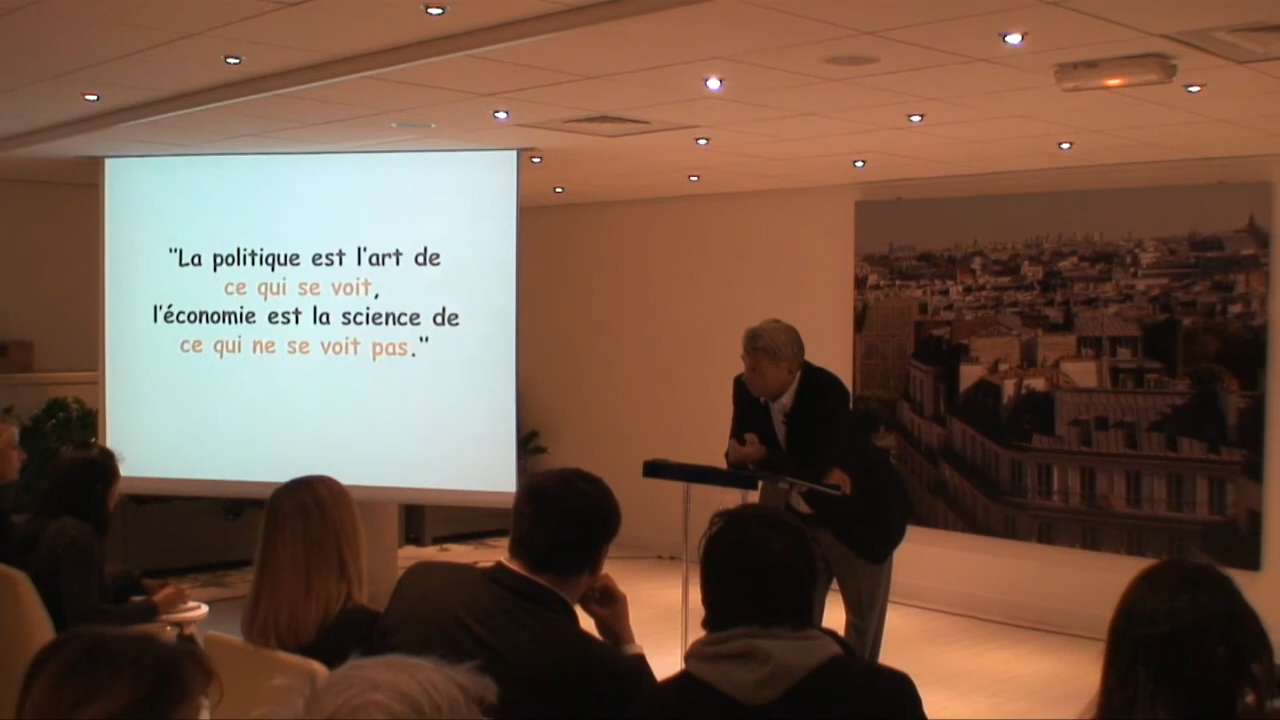 "La politique est l'art de
ce qui se voit,
l'économie est la science de
ce qui ne se voit pas."